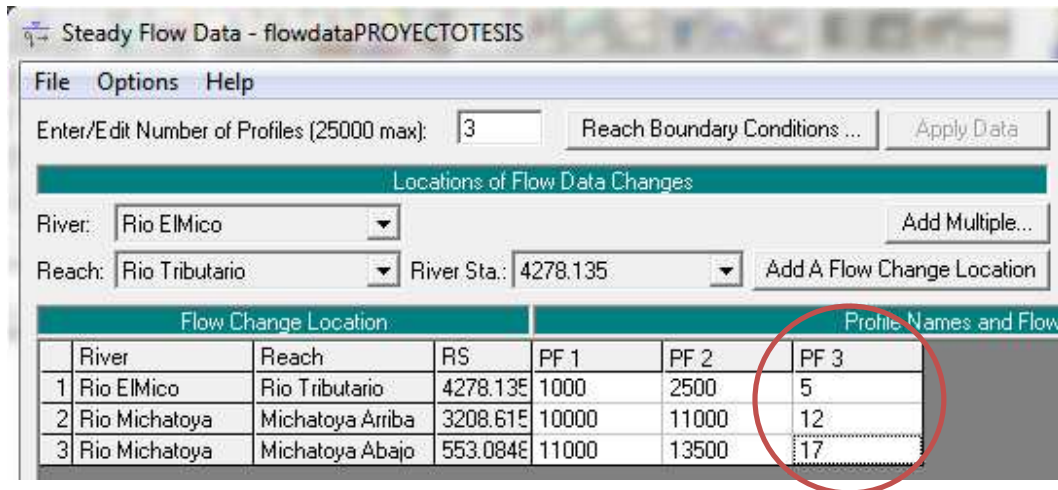 Steady Flow Data - flowdataPROYECTOTESIS
File Options Help
Enter/Edit Number of Profiles (25000 max): 3 Reach Boundary Conditions ... Apply Data
Locations of Flow Data Changes
River: Rio ElMico Add Multiple...
Reach: Rio Tributario River Sta.: 4278.135 Add A Flow Change Location
Flow Change Location Profile Names and Flow
River Reach RS PF 1 PF 2 PF 3
1 Rio ElMico Rio Tributario 4278.135 1000 2500 5
2 Rio Michatoya Michatoya Arriba 3208.615 10000 11000 12
3 Rio Michatoya Michatoya Abajo 553.0848 11000 13500 17